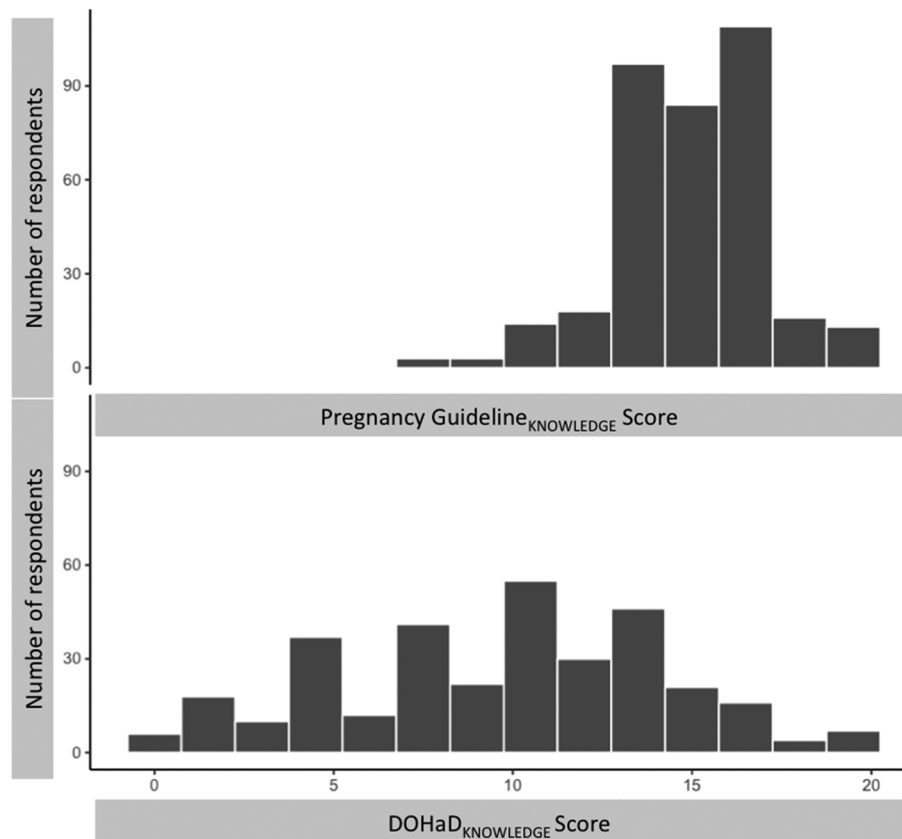 Number of respondents
90
60
30
0
Pregnancy GuidelineKNOWLEDGE Score
Number of respondents
90
60
30
0
0 5 10 15 20
DOHaDKNOWLEDGE Score